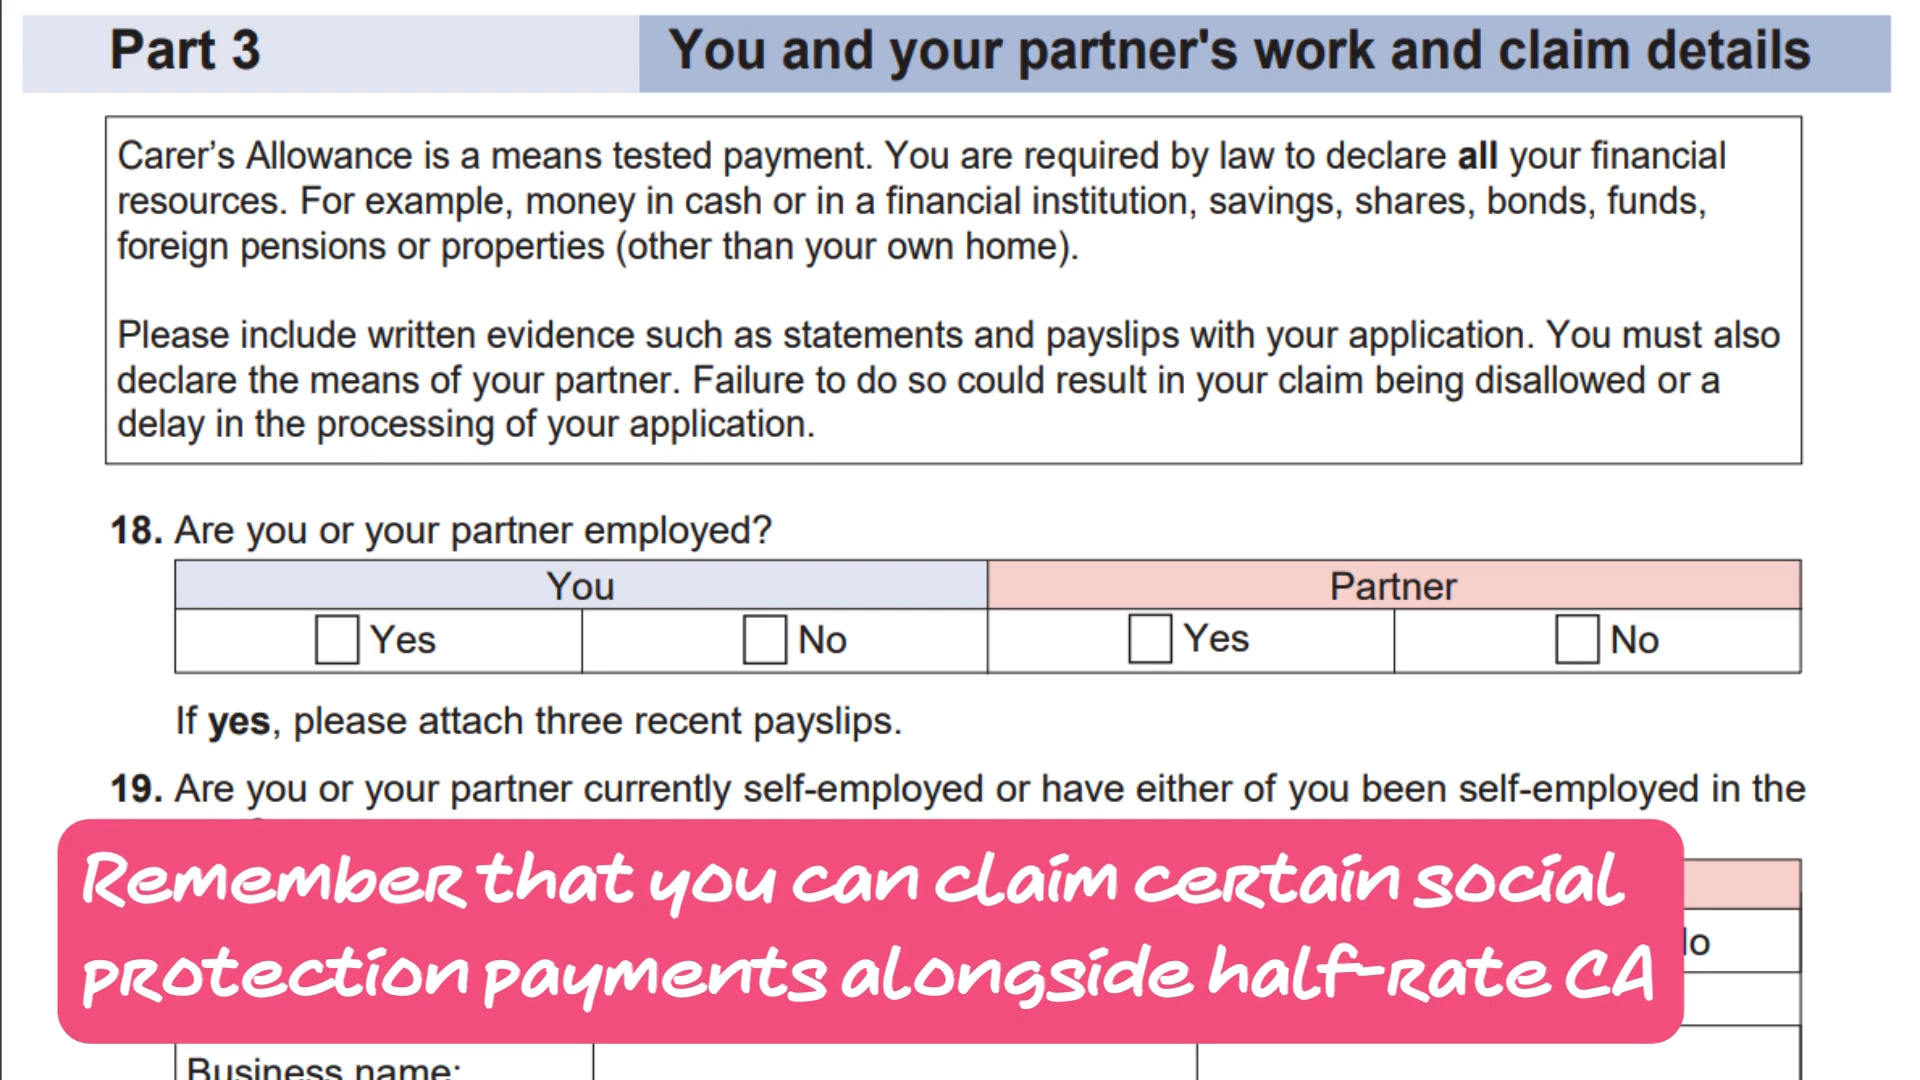 Part 3
You and your partner's work and claim details
Carer’s Allowance is a means tested payment. You are required by law to declare all your financial
resources. For example, money in cash or in a financial institution, savings, shares, bonds, funds,
foreign pensions or properties (other than your own home).
Please include written evidence such as statements and payslips with your application. You must also
declare the means of your partner. Failure to do so could result in your claim being disallowed or a
delay in the processing of your application.
18. Are you or your partner employed?
You Partner
Yes No Yes No
If yes, please attach three recent payslips.
19. Are you or your partner currently self-employed or have either of you been self-employed in the
Remember that you can claim certain social
protection payments alongside half-rate CA
Business name: